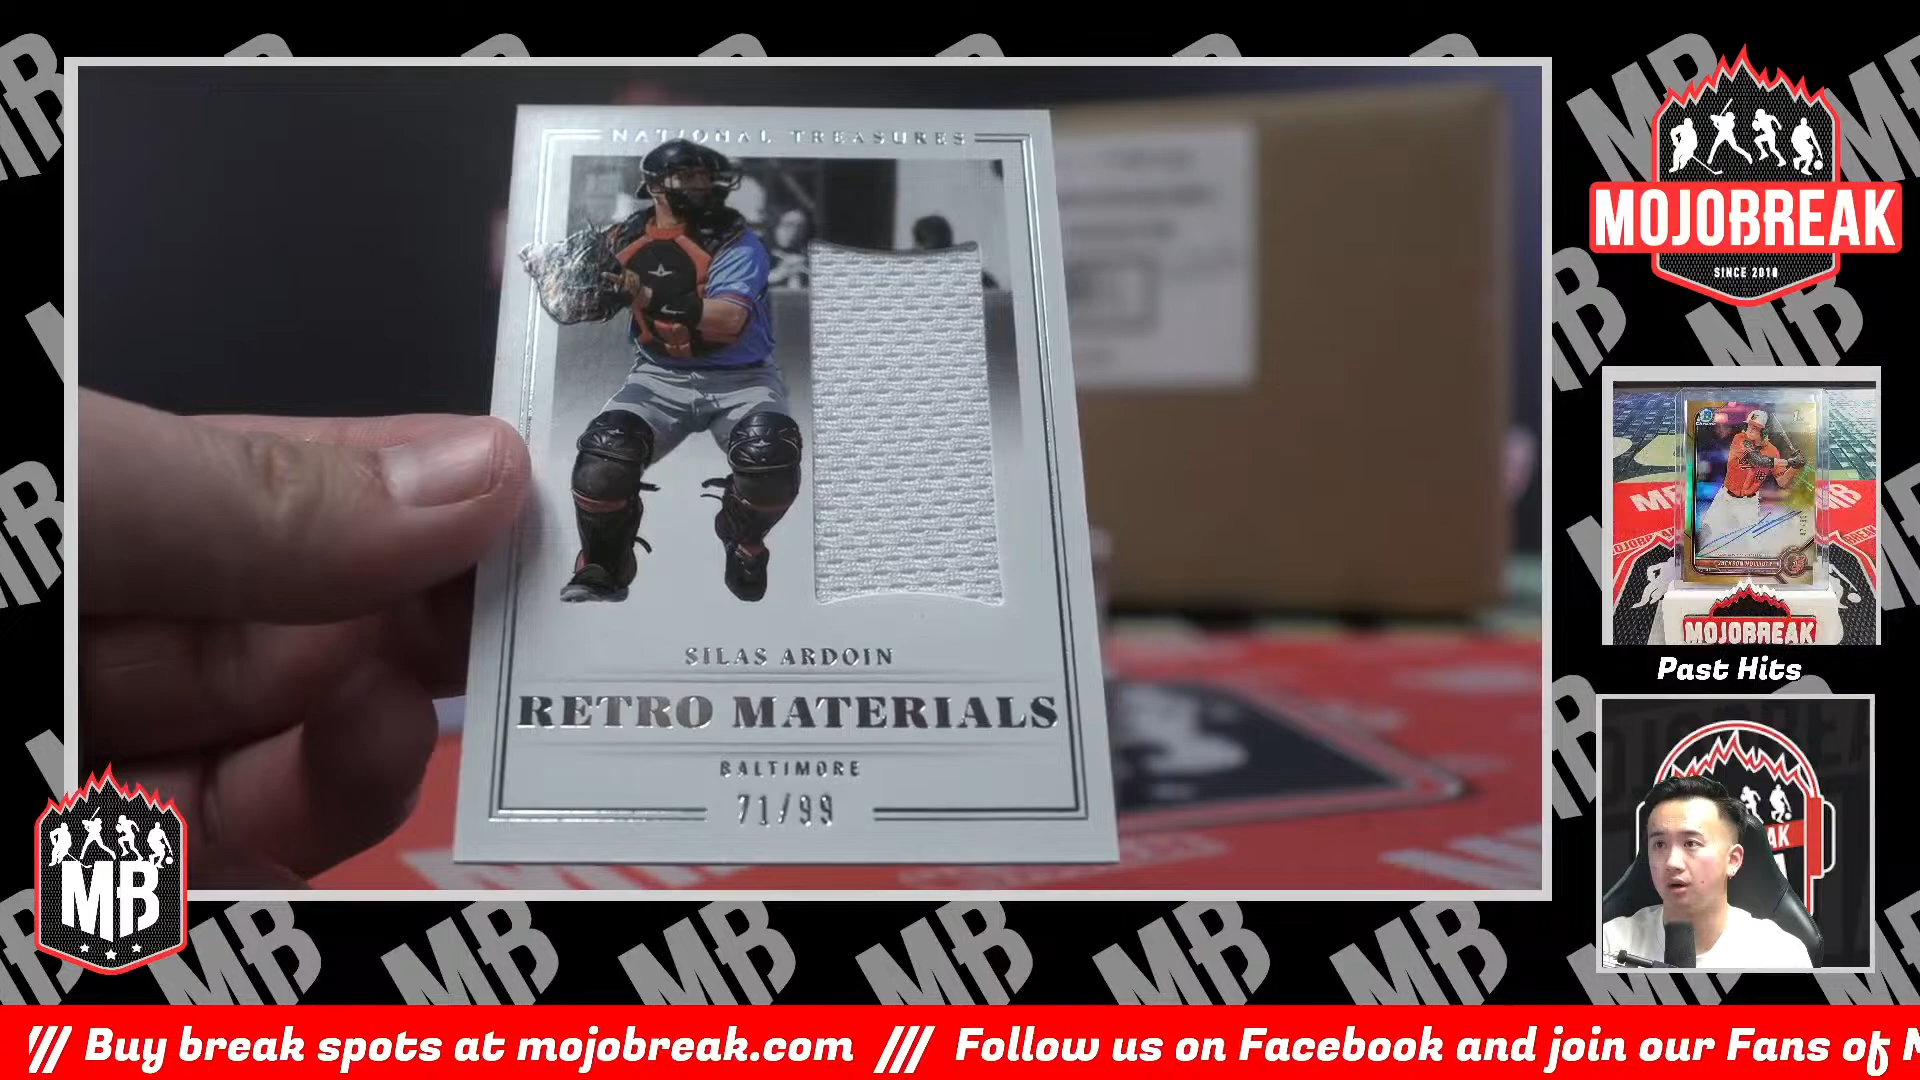 NATIONAL TREASURES
SILAS ARDOIN
RETRO MATERIALS
BALTIMORE
71/99
MB
MOJOBREAK
SINCE 2010
MOJOBREAK
Past Hits
/// Buy break spots at mojobreak.com /// Follow us on Facebook and join our Fans of